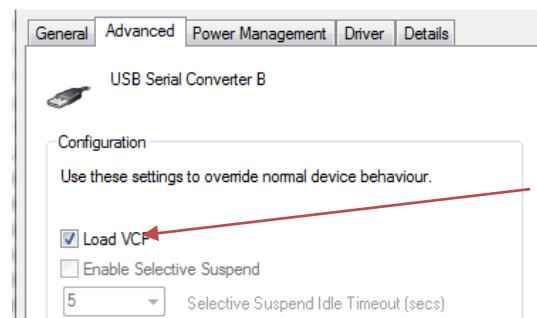 General Advanced Power Management Driver Details
USB Serial Converter B
Configuration
Use these settings to override normal device behaviour.
Load VCP
Enable Selective Suspend
5 Selective Suspend Idle Timeout (secs)